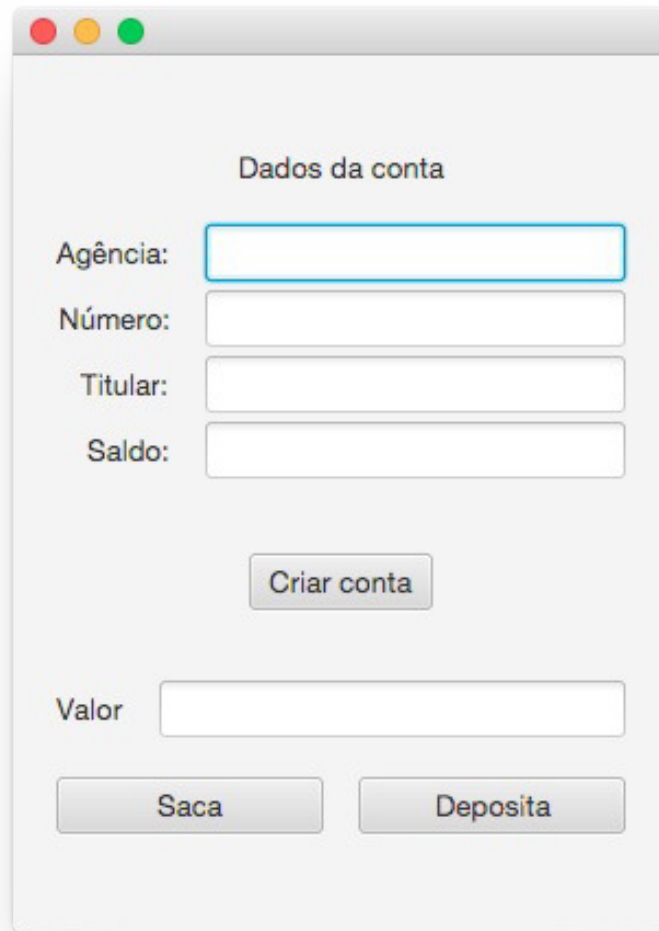 Dados da conta
Agência:
Número:
Titular:
Saldo:
Criar conta
Valor
Saca Deposita